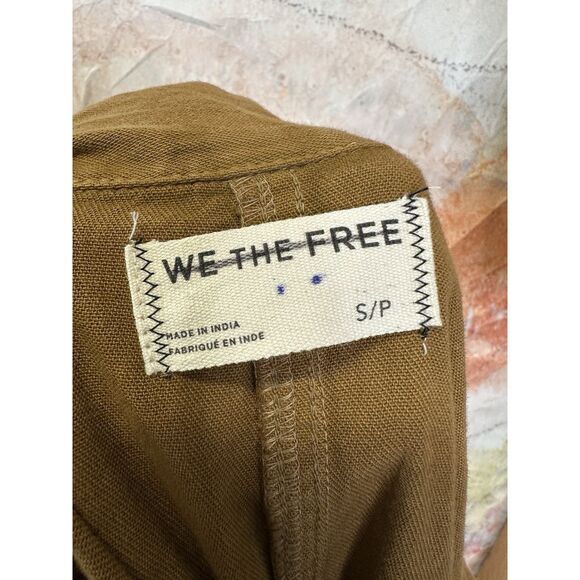 WE THE FREE
S/P
MADE IN INDIA
FABRIQUÉ EN INDE